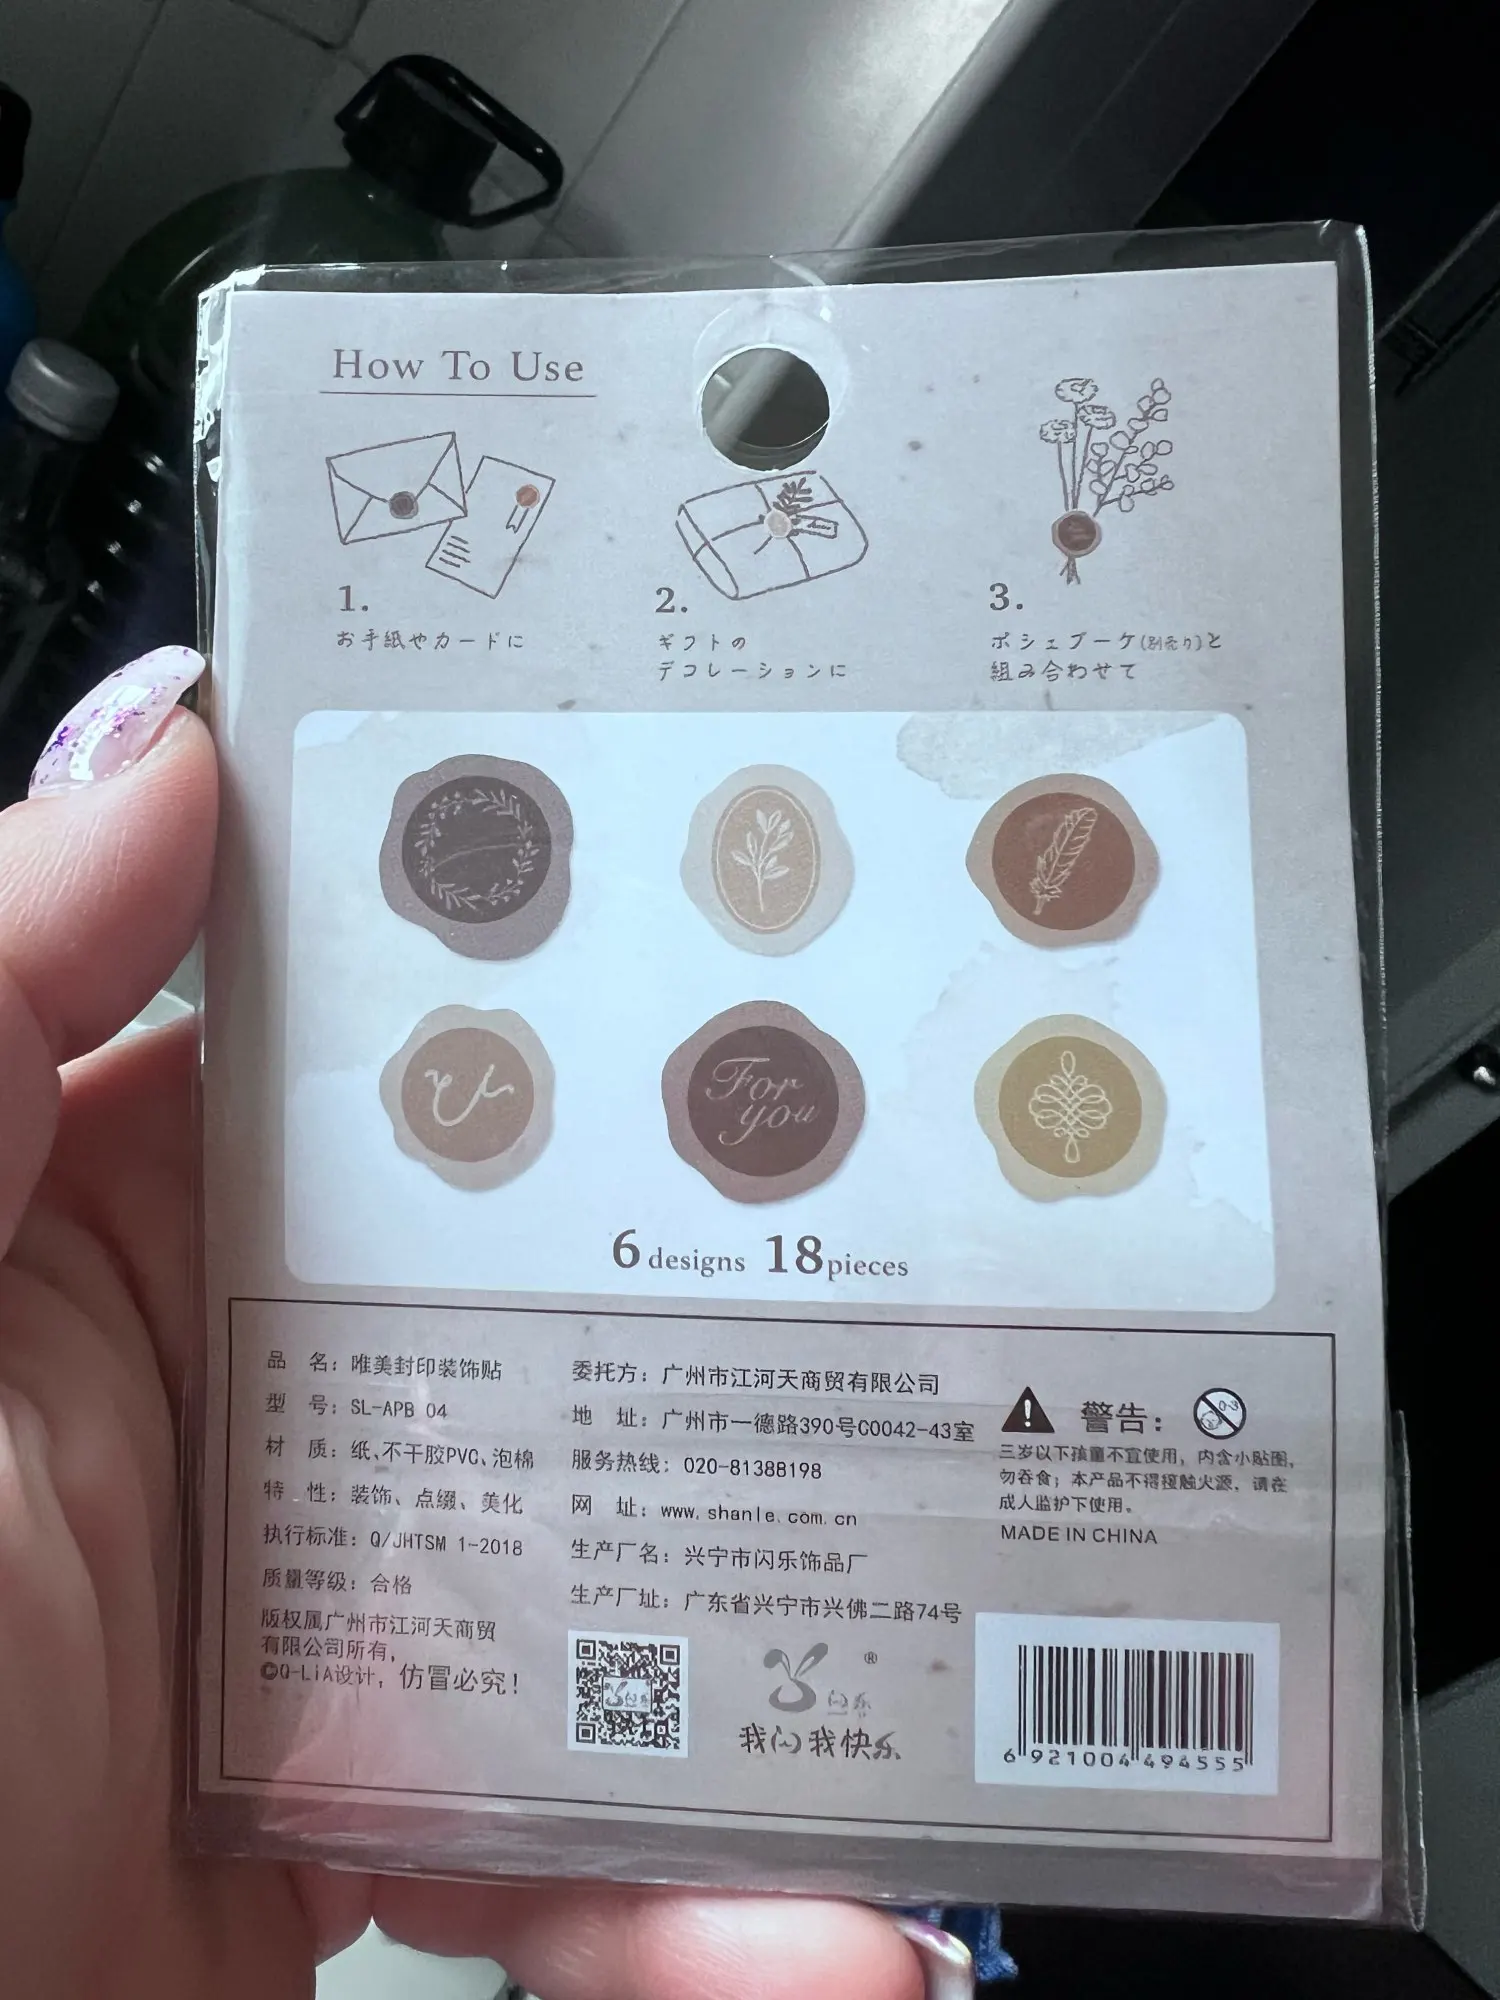 How To Use
1.
お手紙やカードに
2.
ギフトの
デコレーションに
3.
ポシェブーケ(別売り)と
組み合わせて
For
you
6 designs 18 pieces
品 名：唯美封印装饰贴
型 号：SL-APB 04
材 质：纸、不干胶PVC、泡棉
特 性：装饰、点缀、美化
执行标准：Q/JHTSM 1-2018
质量等级：合格
版权属广州市江河天商贸
有限公司所有，
©Q-LiA设计，仿冒必究！
委托方：广州市江河天商贸有限公司
地 址：广州市一德路390号C0042-43室
服务热线：020-81388198
网 址：www.shanle.com.cn
生产厂名：兴宁市闪乐饰品厂
生产厂址：广东省兴宁市兴佛二路74号
闪乐 ®
我闪我快乐
警告：
0-3
三岁以下孩童不宜使用，内含小贴图，
勿吞食；本产品不得接触火源，请在
成人监护下使用。
MADE IN CHINA
6 921004 494555